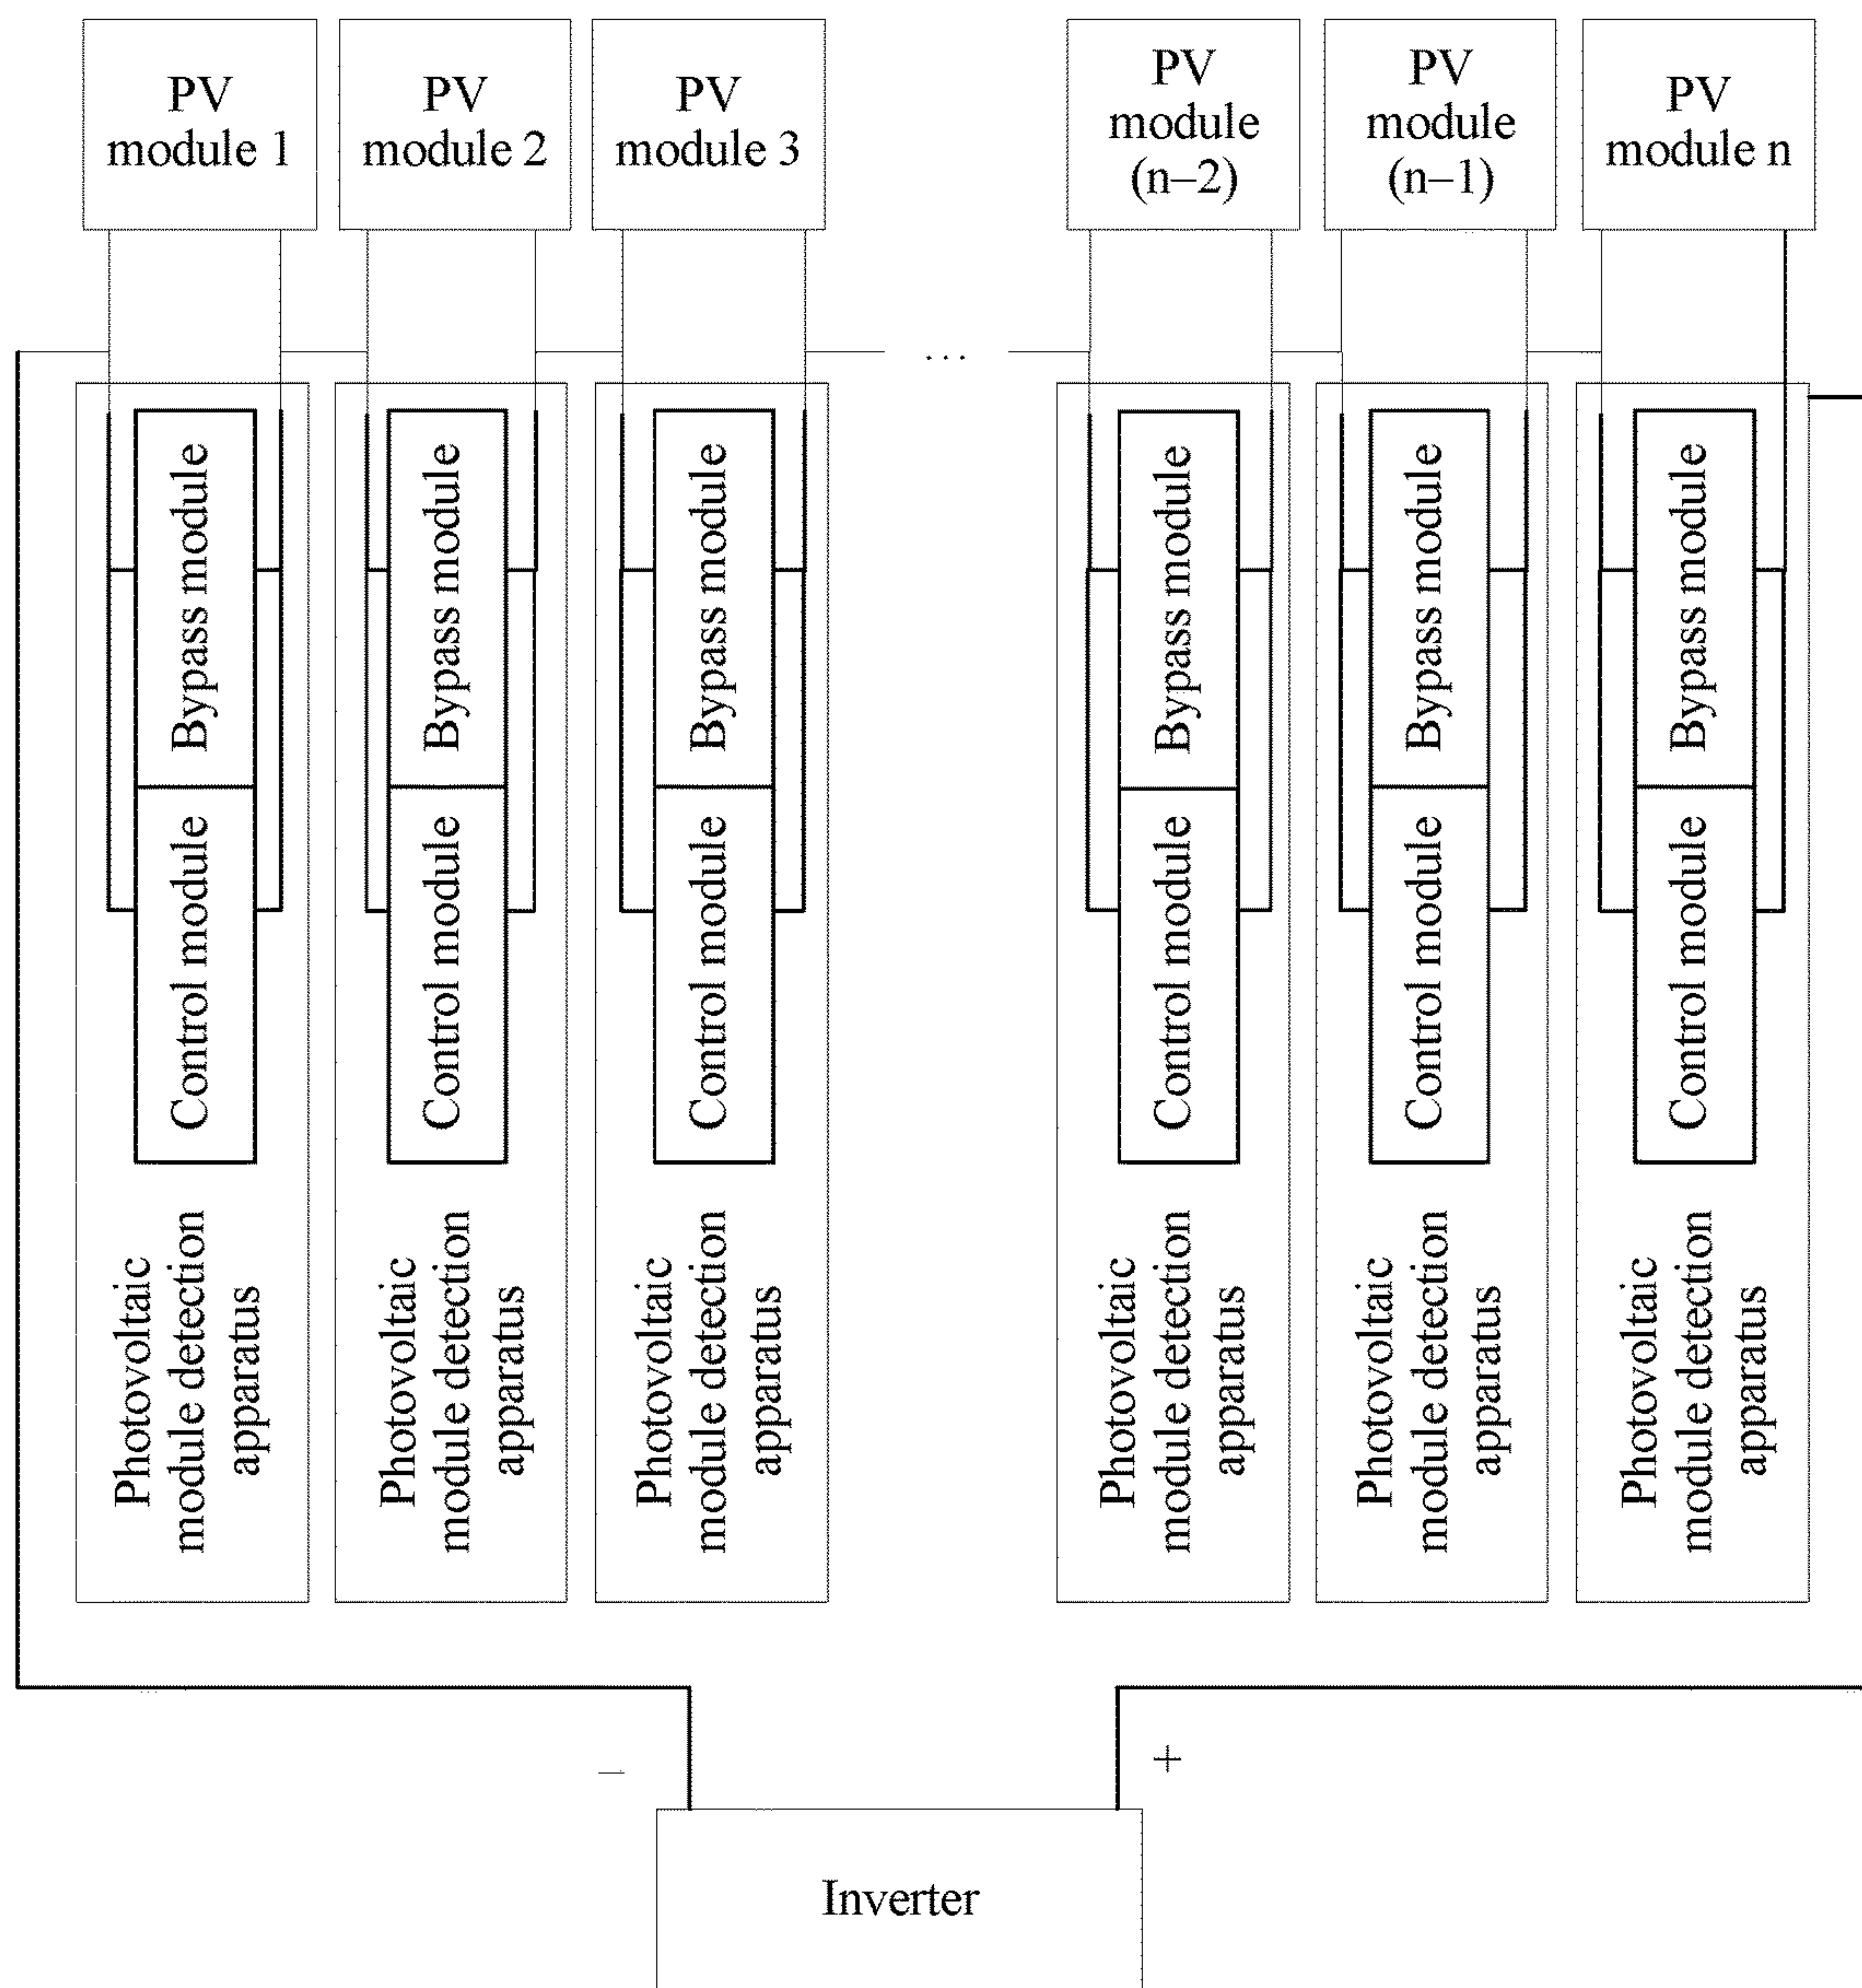 PV
module 1
PV
module 2
PV
module 3
PV
module
(n–2)
PV
module
(n–1)
PV
module n
...
Bypass module
Control module
Photovoltaic
module detection
apparatus
Bypass module
Control module
Photovoltaic
module detection
apparatus
Bypass module
Control module
Photovoltaic
module detection
apparatus
Bypass module
Control module
Photovoltaic
module detection
apparatus
Bypass module
Control module
Photovoltaic
module detection
apparatus
Bypass module
Control module
Photovoltaic
module detection
apparatus
–
+
Inverter